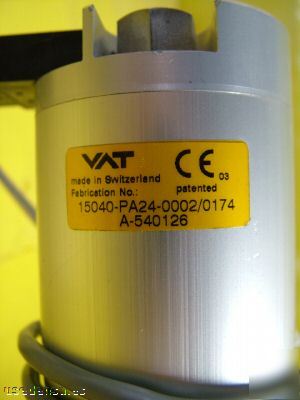 VAT CE 03
made in Switzerland patented
Fabrication No.:
15040-PA24-0002/0174
A-540126